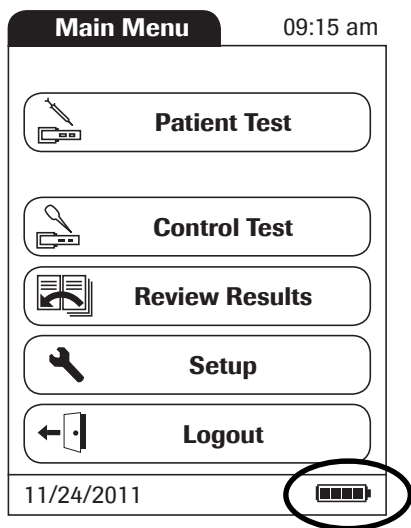 Main Menu 09:15 am
Patient Test
Control Test
Review Results
Setup
Logout
11/24/2011